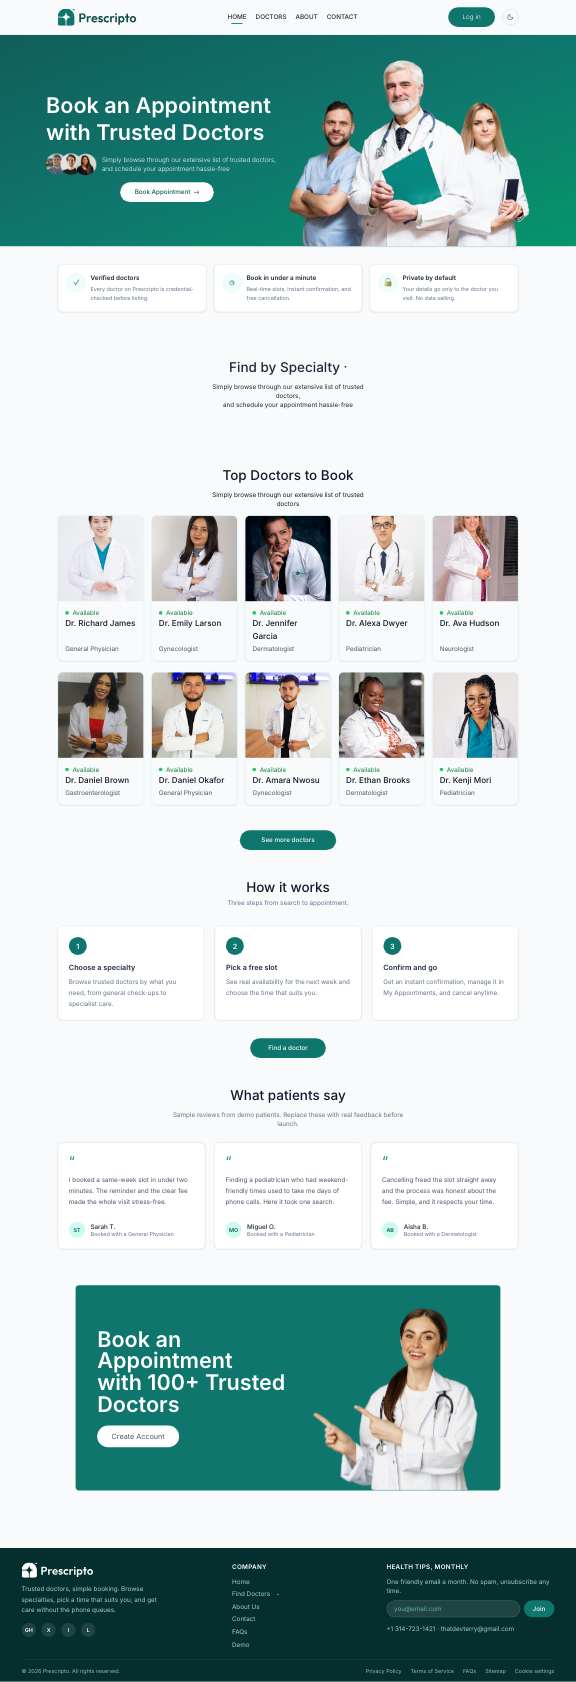 Prescripto
HOME DOCTORS ABOUT CONTACT
Log in
Book an Appointment
with Trusted Doctors
Simply browse through our extensive list of trusted doctors,
and schedule your appointment hassle-free
Book Appointment →
Verified doctors
Every doctor on Prescripto is credential-
checked before listing.
Book in under a minute
Real-time slots, instant confirmation, and
free cancellation.
Private by default
Your details go only to the doctor you
visit. No data selling.
Find by Specialty ·
Simply browse through our extensive list of trusted
doctors,
and schedule your appointment hassle-free
Top Doctors to Book
Simply browse through our extensive list of trusted
doctors
Available
Dr. Richard James
General Physician
Available
Dr. Emily Larson
Gynecologist
Available
Dr. Jennifer
Garcia
Dermatologist
Available
Dr. Alexa Dwyer
Pediatrician
Available
Dr. Ava Hudson
Neurologist
Available
Dr. Daniel Brown
Gastroenterologist
Available
Dr. Daniel Okafor
General Physician
Available
Dr. Amara Nwosu
Gynecologist
Available
Dr. Ethan Brooks
Dermatologist
Available
Dr. Kenji Mori
Pediatrician
See more doctors
How it works
Three steps from search to appointment.
1
Choose a specialty
Browse trusted doctors by what you
need, from general check-ups to
specialist care.
2
Pick a free slot
See real availability for the next week and
choose the time that suits you.
3
Confirm and go
Get an instant confirmation, manage it in
My Appointments, and cancel anytime.
Find a doctor
What patients say
Sample reviews from demo patients. Replace these with real feedback before
launch.
"
I booked a same-week slot in under two
minutes. The reminder and the clear fee
made the whole visit stress-free.
ST
Sarah T.
Booked with a General Physician
"
Finding a pediatrician who had weekend-
friendly times used to take me days of
phone calls. Here it took one search.
MO
Miguel O.
Booked with a Pediatrician
"
Cancelling freed the slot straight away
and the process was honest about the
fee. Simple, and it respects your time.
AB
Aisha B.
Booked with a Dermatologist
Book an
Appointment
with 100+ Trusted
Doctors
Create Account
Prescripto
Trusted doctors, simple booking. Browse
specialties, pick a time that suits you, and get
care without the phone queues.
GH X I L
COMPANY
Home
Find Doctors ·
About Us
Contact
FAQs
Demo
HEALTH TIPS, MONTHLY
One friendly email a month. No spam, unsubscribe any
time.
you@email.com
Join
+1 314-723-1421 · thatdevterry@gmail.com
© 2026 Prescripto. All rights reserved.
Privacy Policy Terms of Service FAQs Sitemap Cookie settings